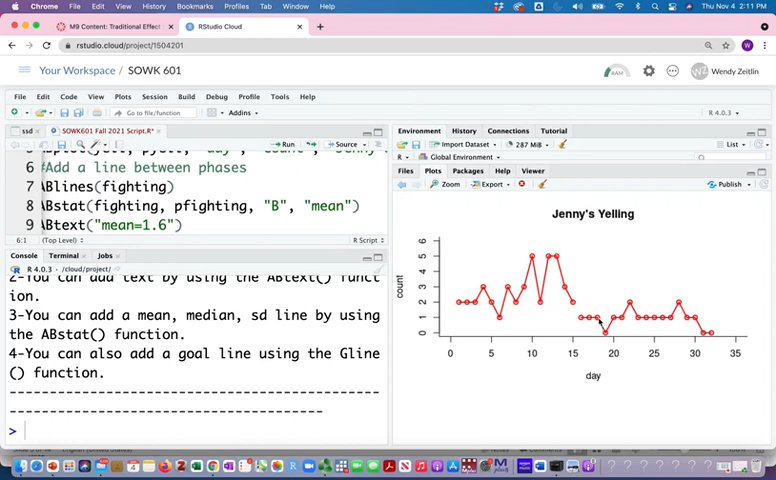 Chrome File Edit View History Bookmarks Profiles Tab Window Help
Thu Nov 4 2:11 PM
M9 Content: Traditional Effect
RStudio Cloud
rstudio.cloud/project/1504201
Your Workspace / SOWK 601
RAM
WZ
Wendy Zeitlin
File Edit Code View Plots Session Build Debug Profile Tools Help
Go to file/function
Addins
R 4.0.3
ssd
SOWK601 Fall 2021 Script.R*
Run
Source
6 #Add a line between phases
7 ABlines(fighting)
8 ABstat(fighting, pfighting, "B", "mean")
9 ABtext("mean=1.6")
6:1 (Top Level) R Script
Console Terminal Jobs
R 4.0.3 · /cloud/project/
2-You can add text by using the ABtext() funct
ion.
3-You can add a mean, median, sd line by using
the ABstat() function.
4-You can also add a goal line using the Gline
() function.
-----------------------------------------------
----------------------------------------
>
Environment History Connections Tutorial
Import Dataset 287 MiB List
R Global Environment
Files Plots Packages Help Viewer
Zoom Export Publish
Jenny's Yelling
count
6
5
4
3
2
1
0
0 5 10 15 20 25 30 35
day